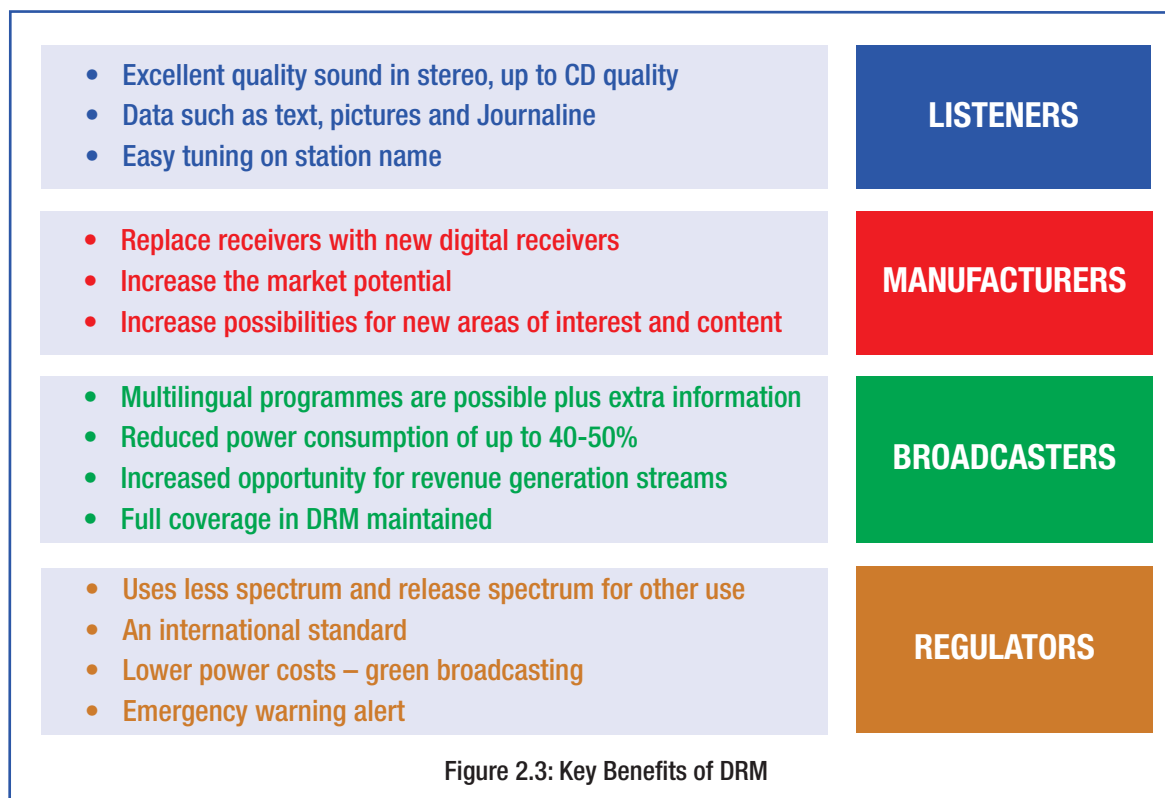 • Excellent quality sound in stereo, up to CD quality
• Data such as text, pictures and Journaline
• Easy tuning on station name
LISTENERS
• Replace receivers with new digital receivers
• Increase the market potential
• Increase possibilities for new areas of interest and content
MANUFACTURERS
• Multilingual programmes are possible plus extra information
• Reduced power consumption of up to 40-50%
• Increased opportunity for revenue generation streams
• Full coverage in DRM maintained
BROADCASTERS
• Uses less spectrum and release spectrum for other use
• An international standard
• Lower power costs – green broadcasting
• Emergency warning alert
REGULATORS
Figure 2.3: Key Benefits of DRM